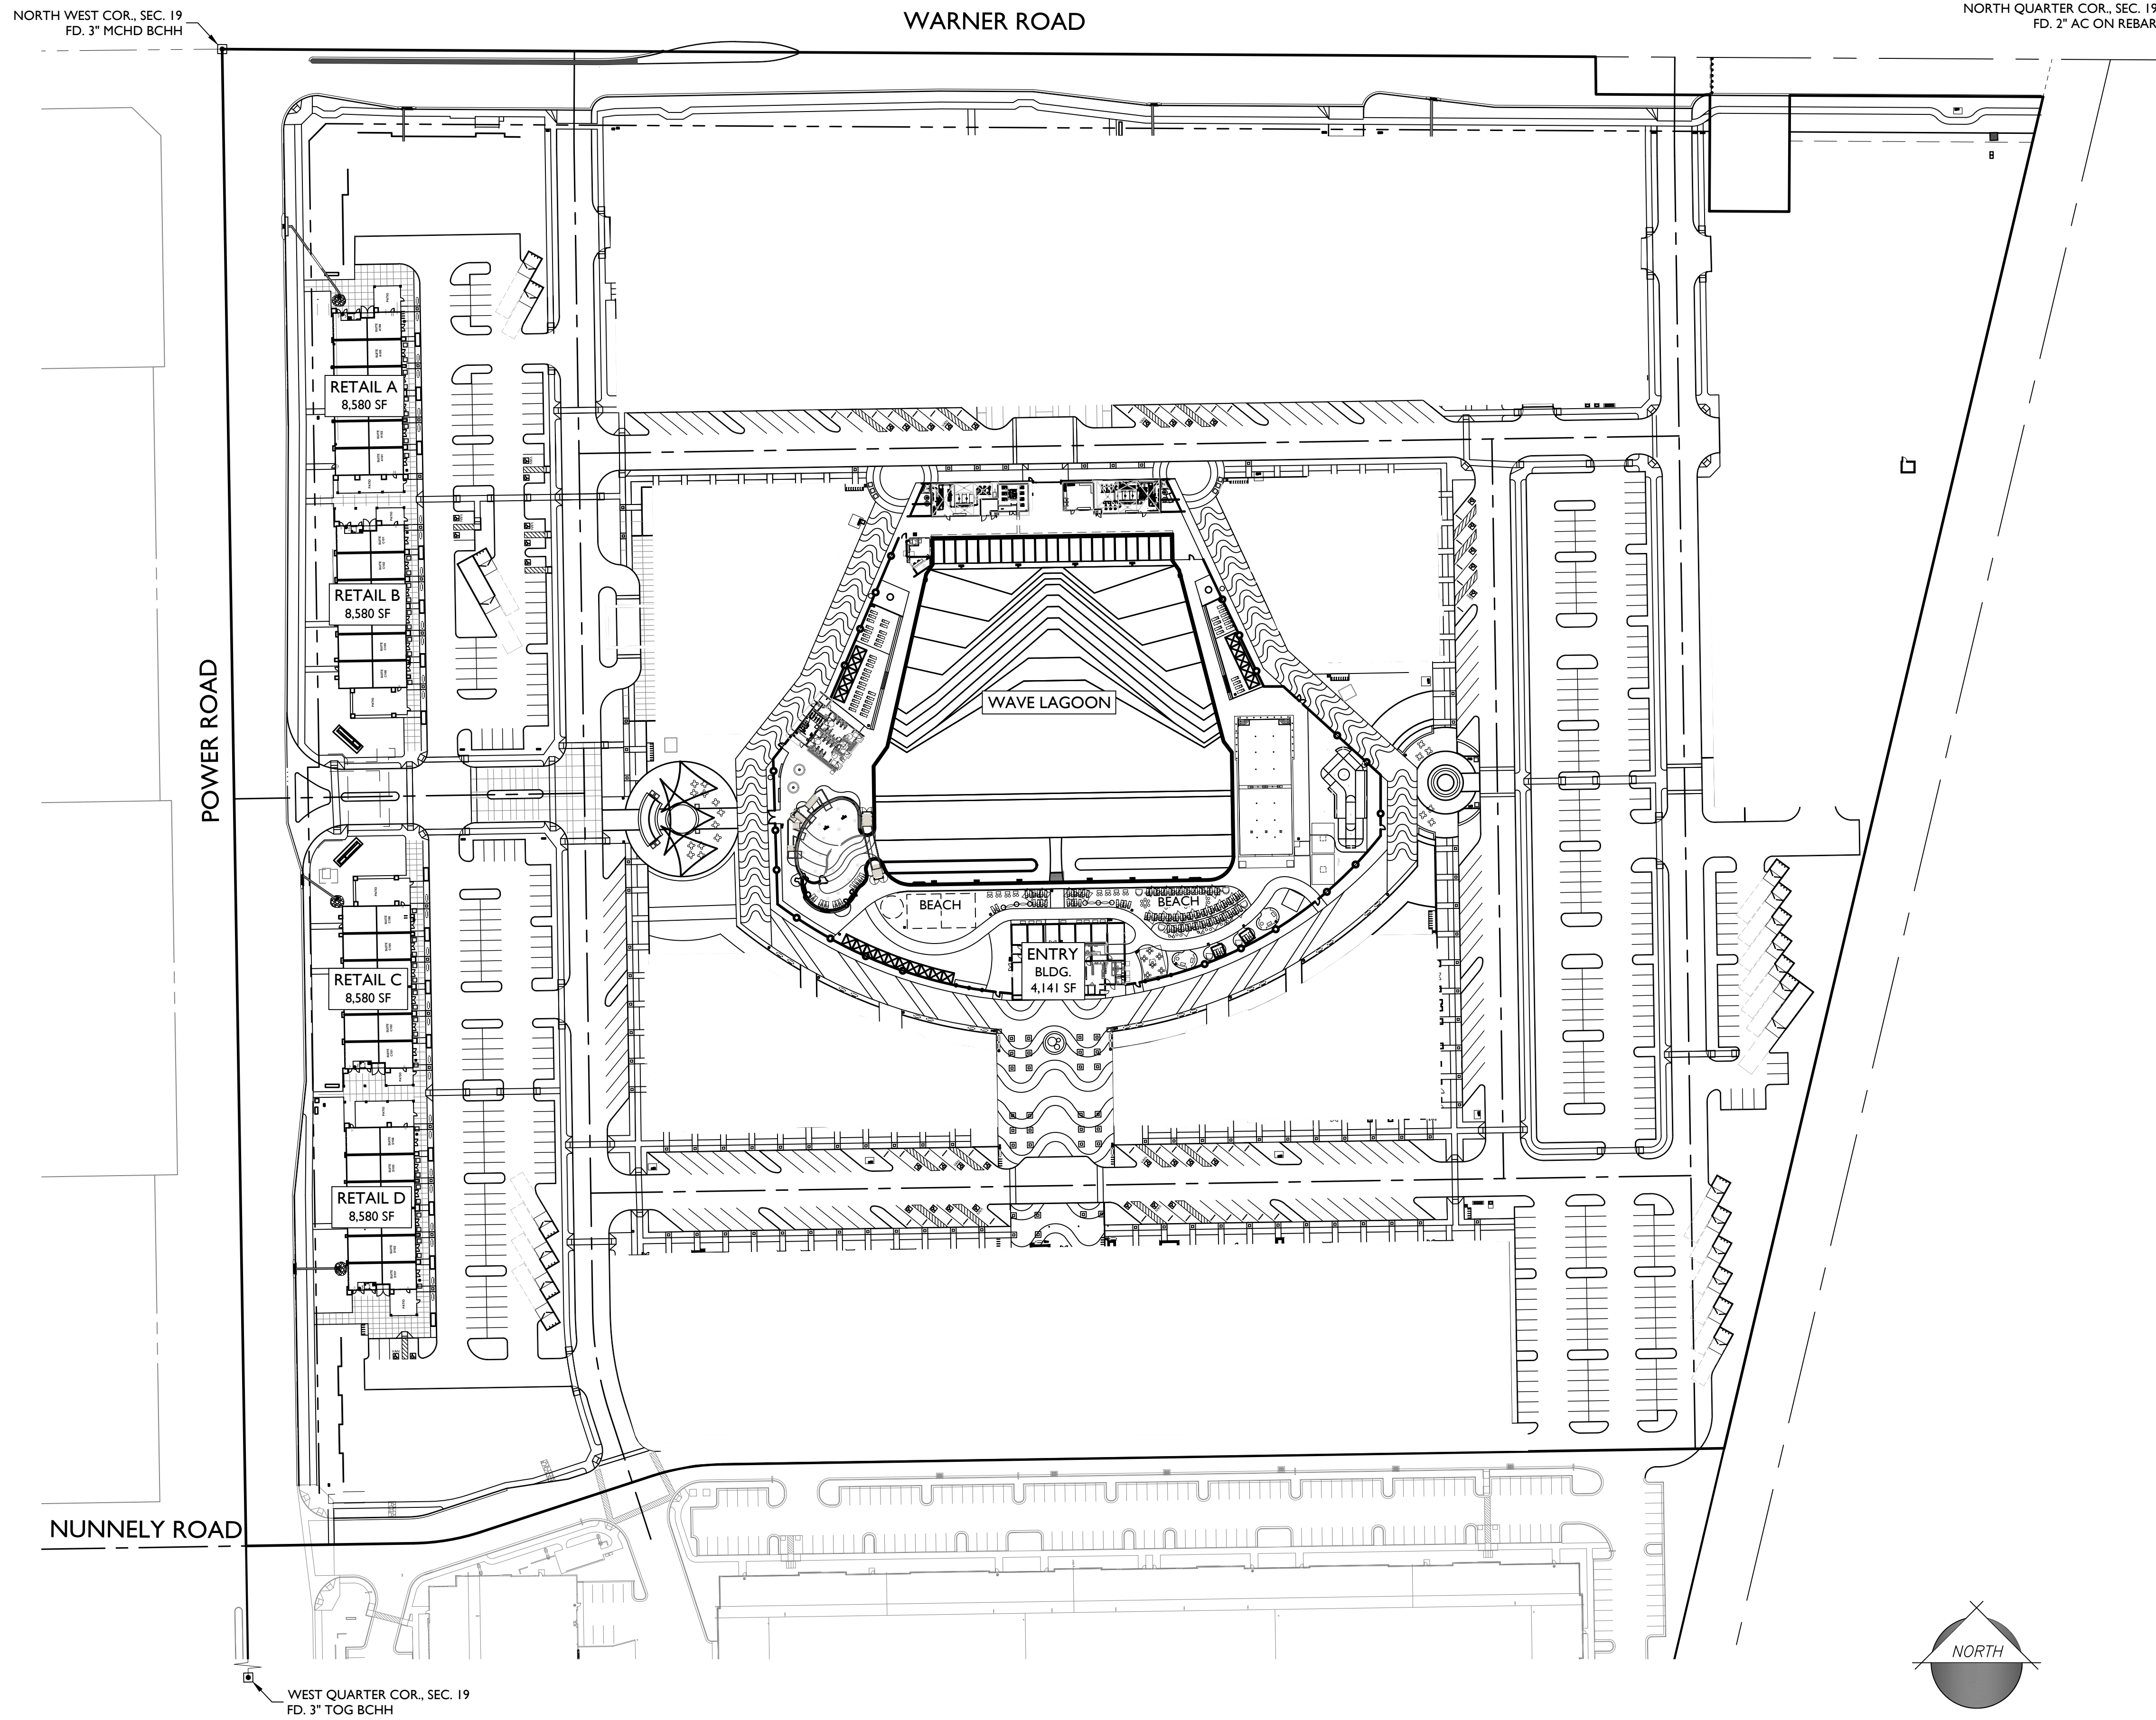 NORTH WEST COR., SEC. 19
FD. 3" MCHD BCHH
WARNER ROAD
NORTH QUARTER COR., SEC. 19
FD. 2" AC ON REBAR
RETAIL A
8,580 SF
RETAIL B
8,580 SF
POWER ROAD
WAVE LAGOON
BEACH
BEACH
ENTRY
BLDG.
4,141 SF
RETAIL C
8,580 SF
RETAIL D
8,580 SF
NUNNELY ROAD
NORTH
WEST QUARTER COR., SEC. 19
FD. 3" TOG BCHH